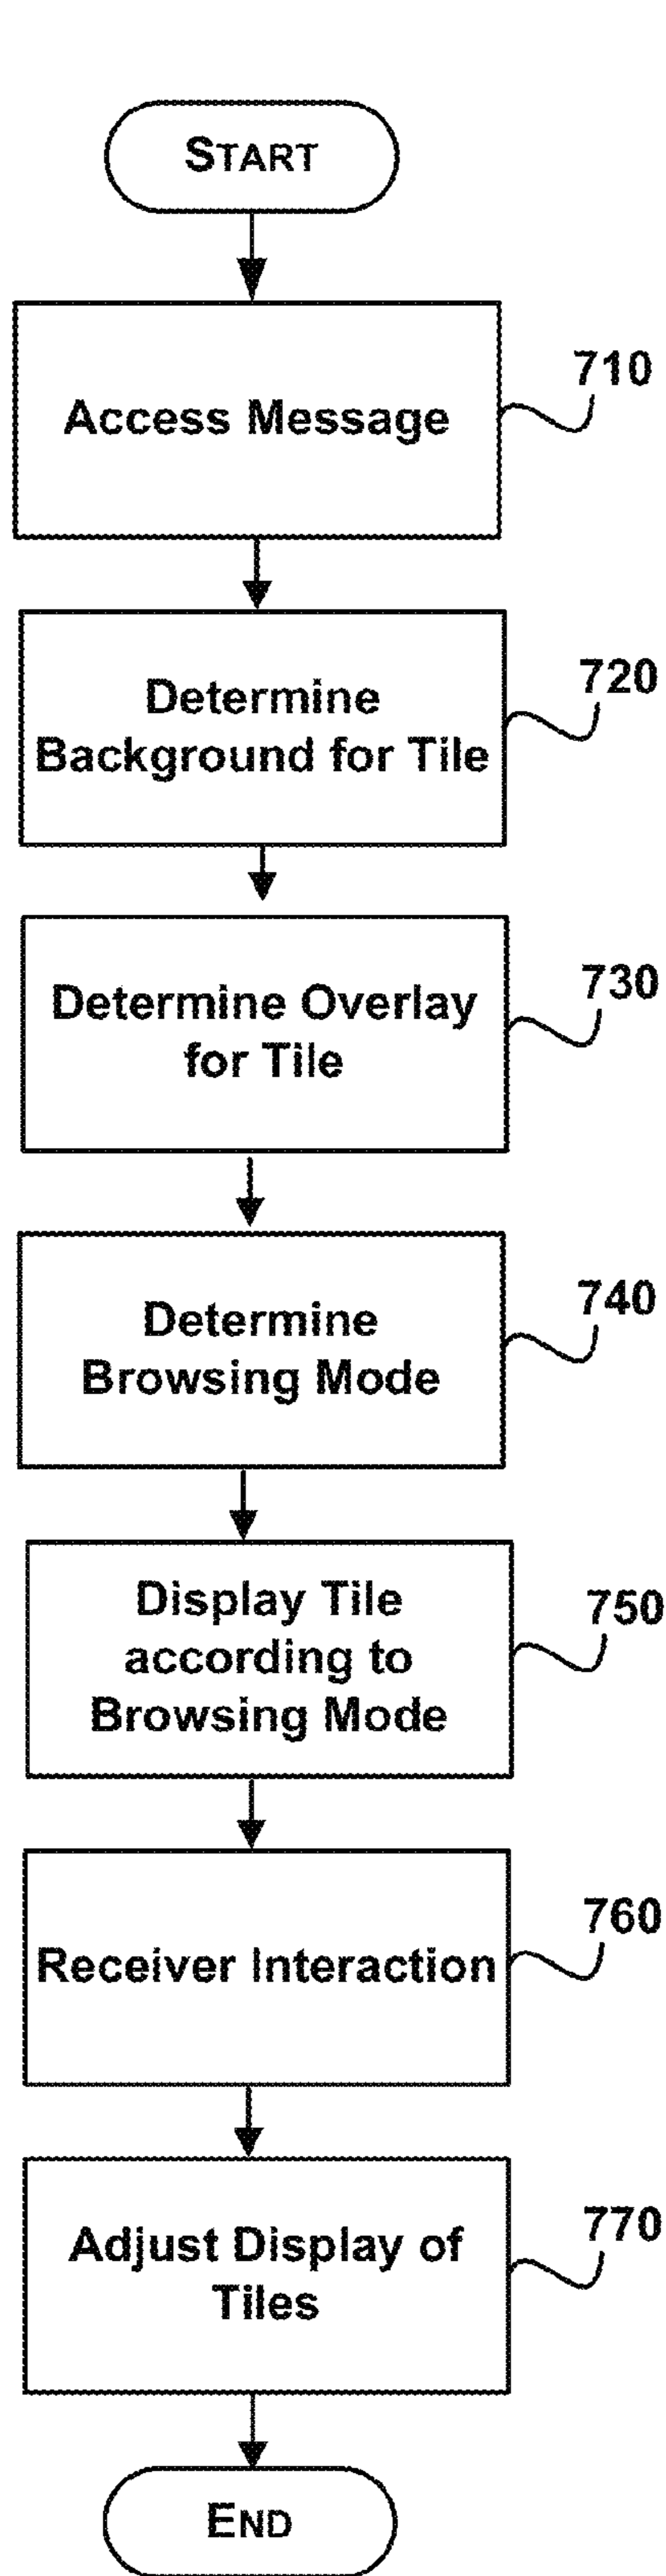 START
Access Message
710
Determine
Background for Tile
720
Determine Overlay
for Tile
730
Determine
Browsing Mode
740
Display Tile
according to
Browsing Mode
750
Receiver Interaction
760
Adjust Display of
Tiles
770
END